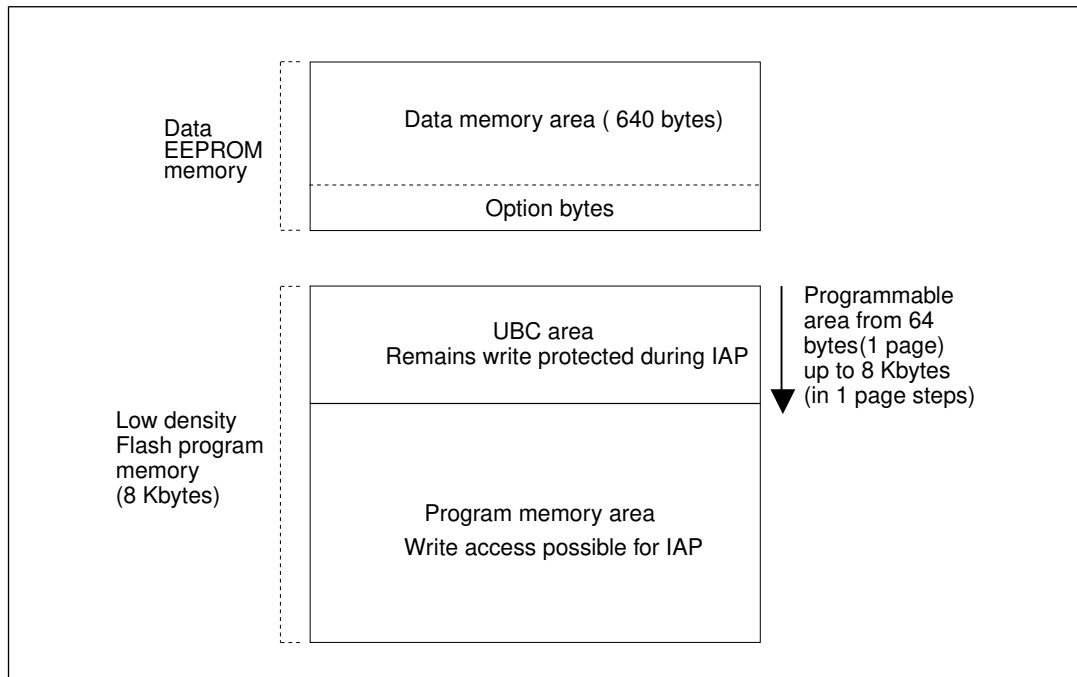 Data memory area ( 640 bytes)
Data
EEPROM
memory
Option bytes
UBC area
Remains write protected during IAP
Programmable
area from 64
bytes(1 page)
up to 8 Kbytes
(in 1 page steps)
Low density
Flash program
memory
(8 Kbytes)
Program memory area
Write access possible for IAP